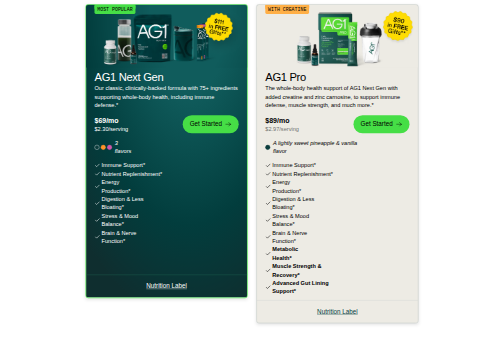 MOST POPULAR
AG1
$111
in FREE
Gifts**
AG1 Next Gen
Our classic, clinically-backed formula with 75+ ingredients
supporting whole-body health, including immune
defense.*
$69/mo
$2.30/serving
Get Started →
3
flavors
Immune Support*
Nutrient Replenishment*
Energy
Production*
Digestion & Less
Bloating*
Stress & Mood
Balance*
Brain & Nerve
Function*
Nutrition Label
WITH CREATINE
AG1
$90
in FREE
Gifts**
AG1 Pro
The whole-body health support of AG1 Next Gen with
added creatine and zinc carnosine, to support immune
defense, muscle strength, and much more.*
$89/mo
$2.97/serving
Get Started →
A lightly sweet pineapple & vanilla
flavor
Immune Support*
Nutrient Replenishment*
Energy
Production*
Digestion & Less
Bloating*
Stress & Mood
Balance*
Brain & Nerve
Function*
Metabolic
Health*
Muscle Strength &
Recovery*
Advanced Gut Lining
Support*
Nutrition Label